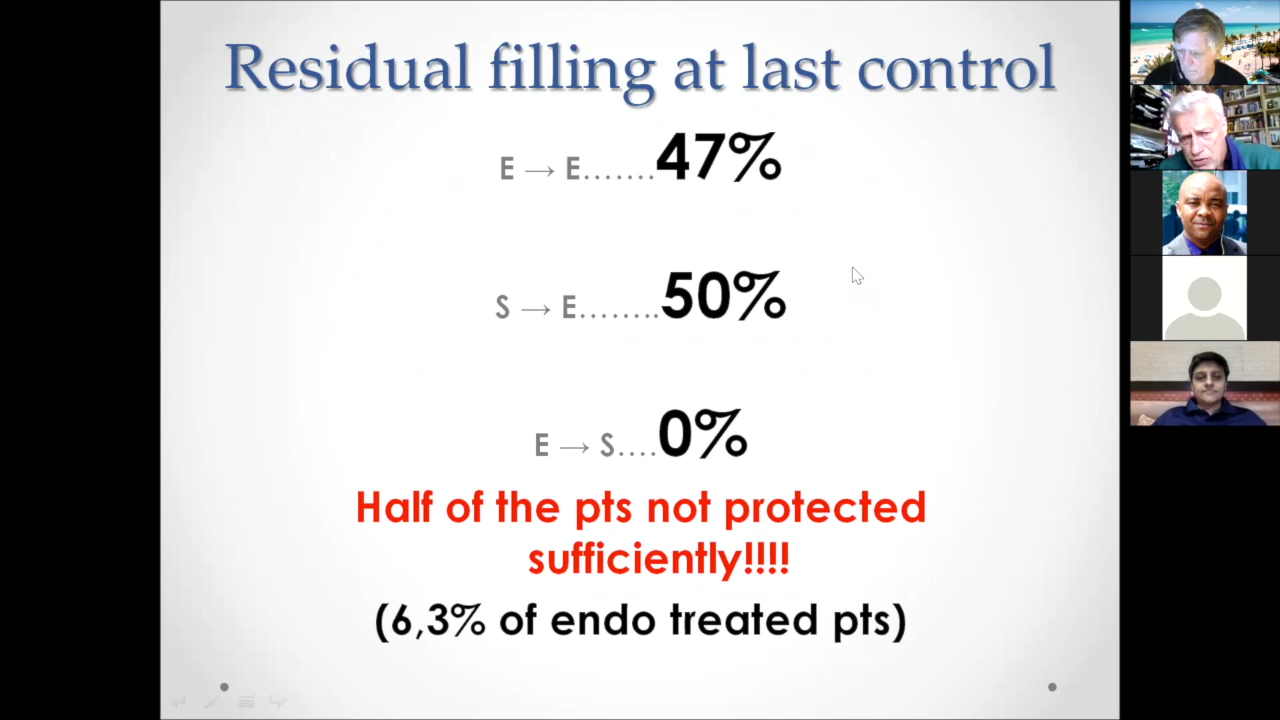 Residual filling at last control
E → E.......47%
S → E........50%
E → S....0%
Half of the pts not protected
sufficiently!!!!
(6,3% of endo treated pts)